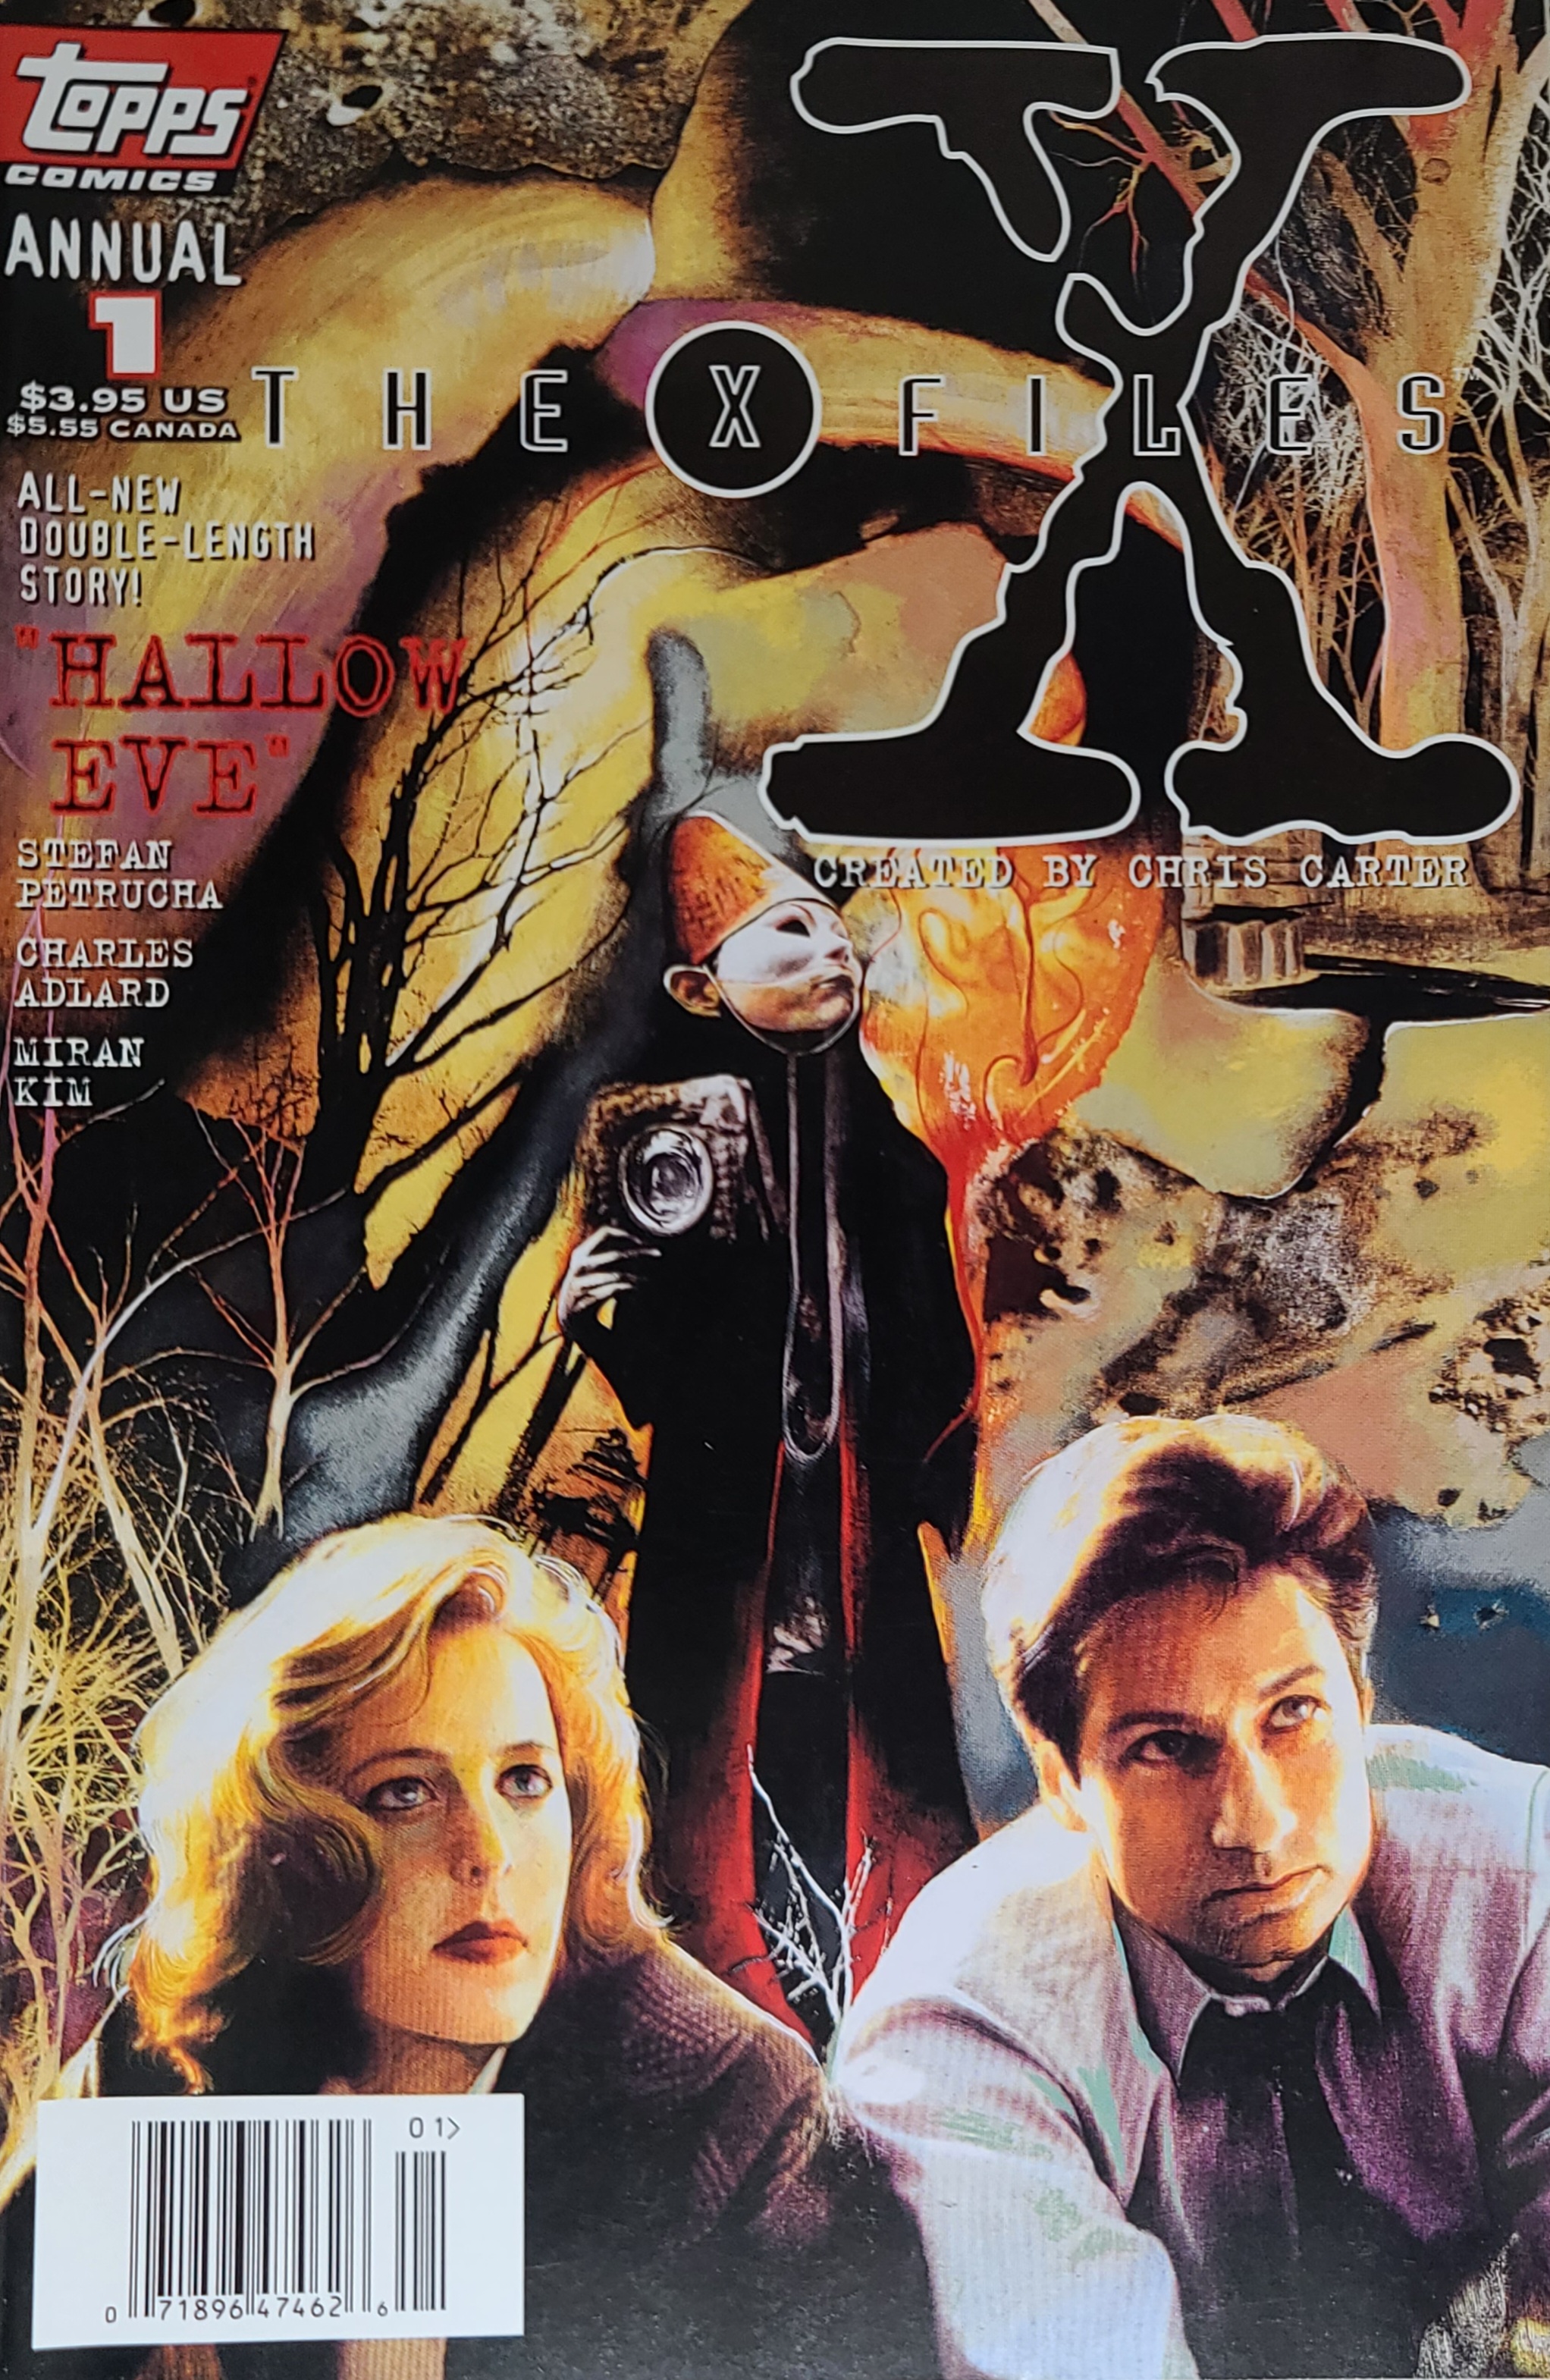 topps
COMICS
ANNUAL
1
$3.95 US
$5.55 CANADA
THE X FILES™
X
ALL-NEW
DOUBLE-LENGTH
STORY!
"HALLOW
EVE"
STEFAN
PETRUCHA
CHARLES
ADLARD
MIRAN
KIM
CREATED BY CHRIS CARTER
01>
0 71896 47462 6